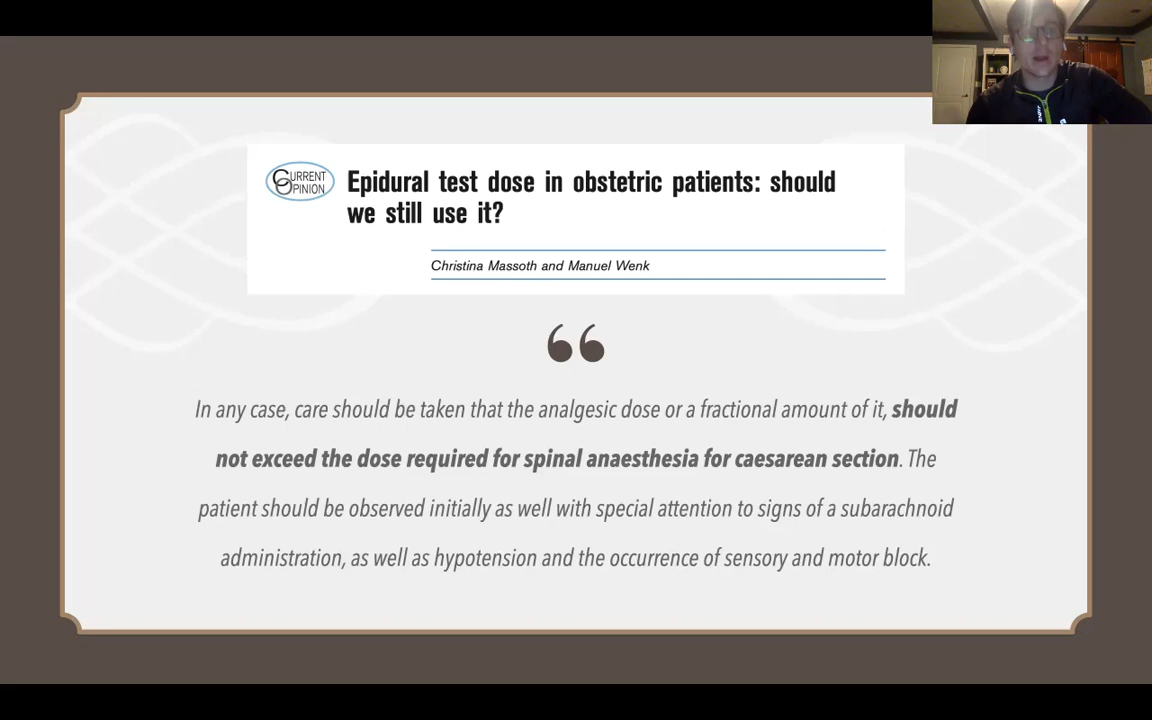 CURRENT
OPINION
Epidural test dose in obstetric patients: should
we still use it?
Christina Massoth and Manuel Wenk
“
In any case, care should be taken that the analgesic dose or a fractional amount of it, should
not exceed the dose required for spinal anaesthesia for caesarean section. The
patient should be observed initially as well with special attention to signs of a subarachnoid
administration, as well as hypotension and the occurrence of sensory and motor block.